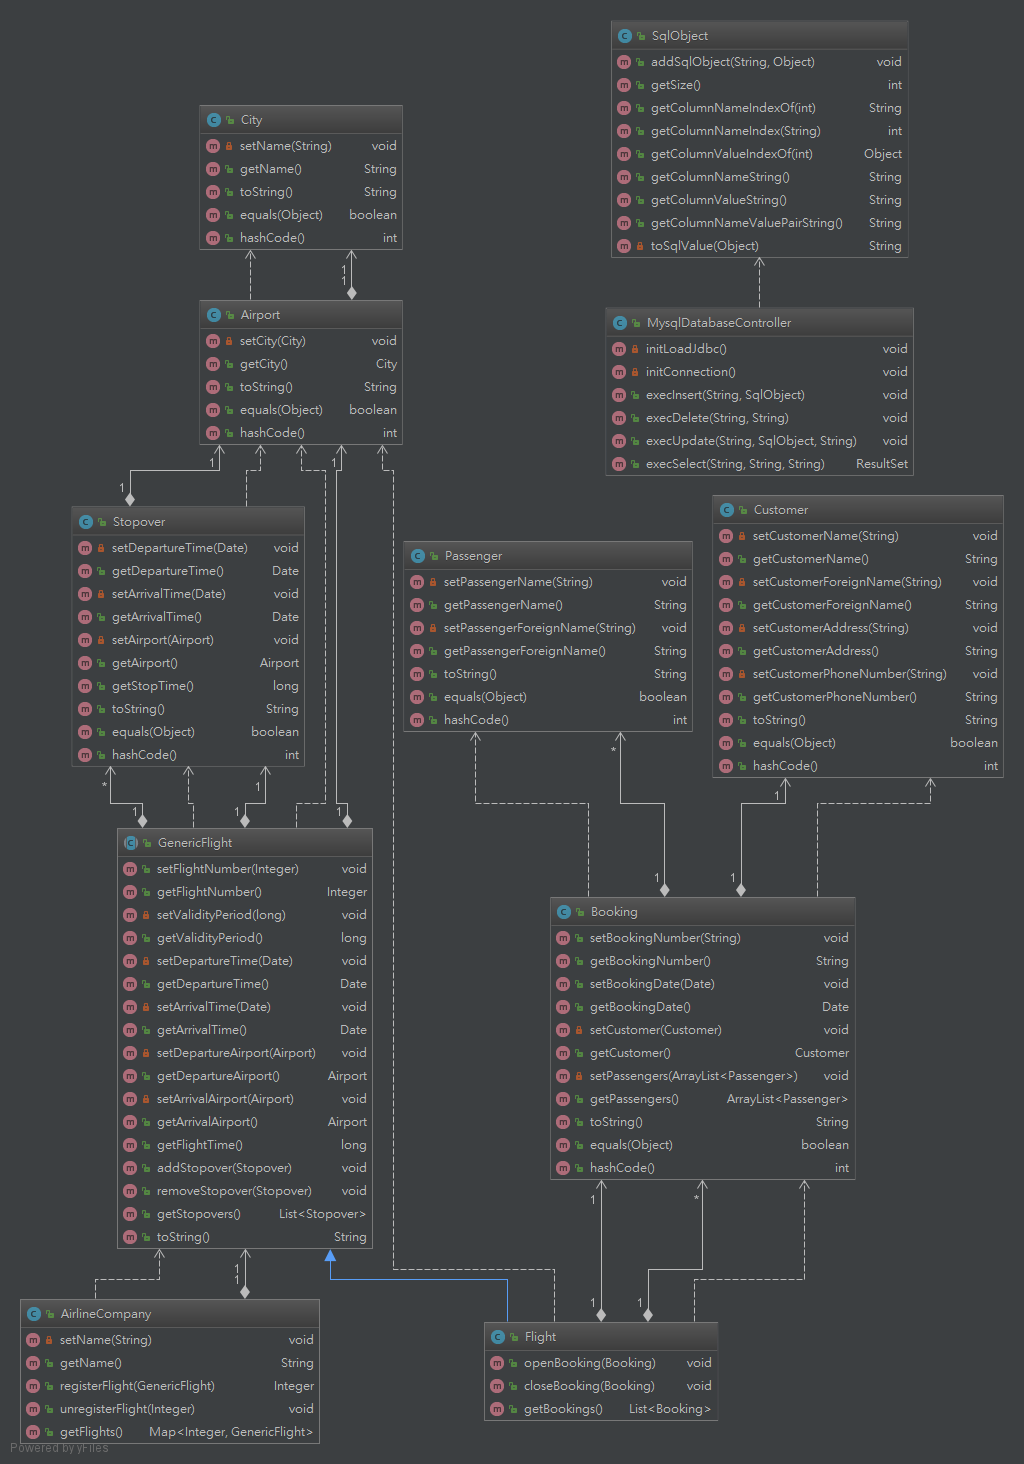 SqlObject
addSqlObject(String, Object) void
getSize() int
getColumnNameIndexOf(int) String
getColumnNameIndex(String) int
getColumnValueIndexOf(int) Object
getColumnNameString() String
getColumnValueString() String
getColumnNameValuePairString() String
toSqlValue(Object) String
City
setName(String) void
getName() String
toString() String
equals(Object) boolean
hashCode() int
1
1
Airport
setCity(City) void
getCity() City
toString() String
equals(Object) boolean
hashCode() int
MysqlDatabaseController
initLoadJdbc() void
initConnection() void
execInsert(String, SqlObject) void
execDelete(String, String) void
execUpdate(String, SqlObject, String) void
execSelect(String, String, String) ResultSet
1
1
1
Stopover
setDepartureTime(Date) void
getDepartureTime() Date
setArrivalTime(Date) void
getArrivalTime() Date
setAirport(Airport) void
getAirport() Airport
getStopTime() long
toString() String
equals(Object) boolean
hashCode() int
Passenger
setPassengerName(String) void
getPassengerName() String
setPassengerForeignName(String) void
getPassengerForeignName() String
toString() String
equals(Object) boolean
hashCode() int
Customer
setCustomerName(String) void
getCustomerName() String
setCustomerForeignName(String) void
getCustomerForeignName() String
setCustomerAddress(String) void
getCustomerAddress() String
setCustomerPhoneNumber(String) void
getCustomerPhoneNumber() String
toString() String
equals(Object) boolean
hashCode() int
* 1
1 1 1
* 1
1 1
GenericFlight
setFlightNumber(Integer) void
getFlightNumber() Integer
setValidityPeriod(long) void
getValidityPeriod() long
setDepartureTime(Date) void
getDepartureTime() Date
setArrivalTime(Date) void
getArrivalTime() Date
setDepartureAirport(Airport) void
getDepartureAirport() Airport
setArrivalAirport(Airport) void
getArrivalAirport() Airport
getFlightTime() long
addStopover(Stopover) void
removeStopover(Stopover) void
getStopovers() List<Stopover>
toString() String
Booking
setBookingNumber(String) void
getBookingNumber() String
setBookingDate(Date) void
getBookingDate() Date
setCustomer(Customer) void
getCustomer() Customer
setPassengers(ArrayList<Passenger>) void
getPassengers() ArrayList<Passenger>
toString() String
equals(Object) boolean
hashCode() int
1 *
1
1
1 1
AirlineCompany
setName(String) void
getName() String
registerFlight(GenericFlight) Integer
unregisterFlight(Integer) void
getFlights() Map<Integer, GenericFlight>
Flight
openBooking(Booking) void
closeBooking(Booking) void
getBookings() List<Booking>
Powered by yFiles